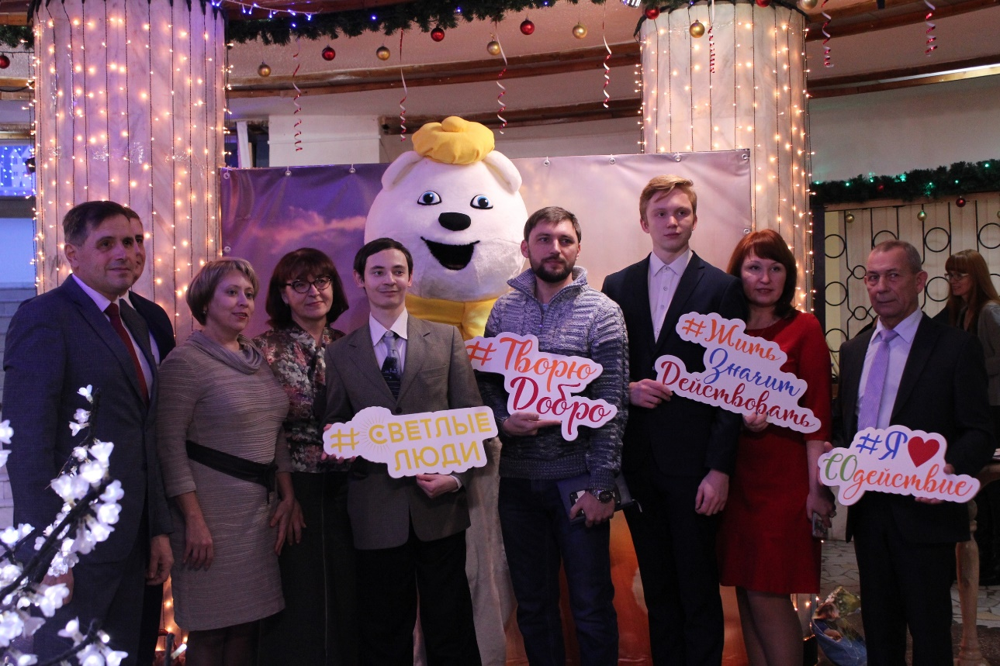 #СВЕТЛЫЕ
ЛЮДИ
#Творю
Добро
#Жить
Значит
Действовать
#Я❤
СОдействие